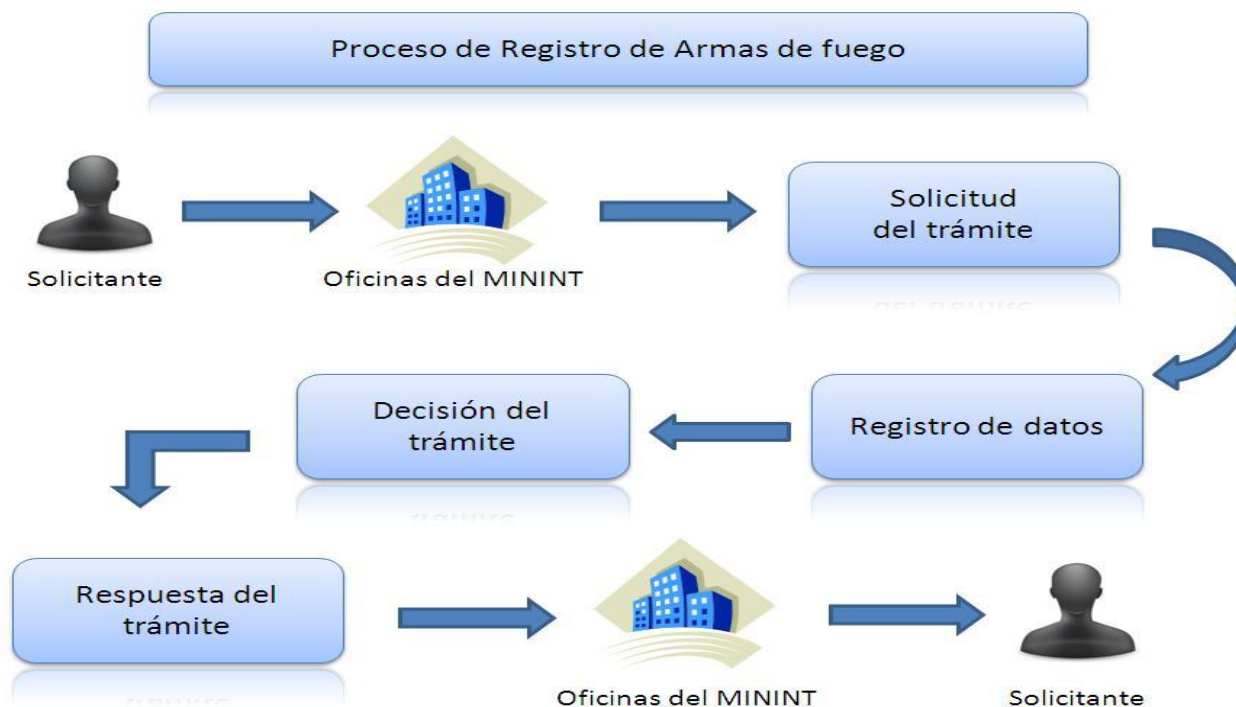 Proceso de Registro de Armas de fuego
Solicitante
Oficinas del MININT
Solicitud
del trámite
Registro de datos
Decisión del
trámite
Respuesta del
trámite
Oficinas del MININT
Solicitante